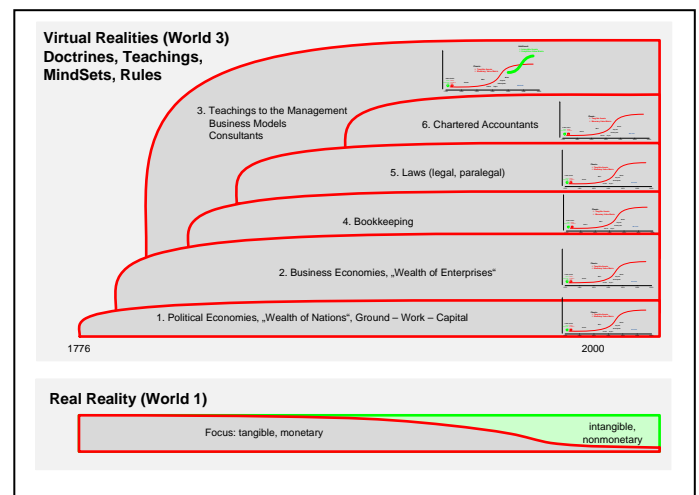 Virtual Realities (World 3)
Doctrines, Teachings,
MindSets, Rules
3. Teachings to the Management
Business Models
Consultants
6. Chartered Accountants
5. Laws (legal, paralegal)
4. Bookkeeping
2. Business Economies, „Wealth of Enterprises“
1. Political Economies, „Wealth of Nations“, Ground – Work – Capital
1776
2000
Real Reality (World 1)
Focus: tangible, monetary
intangible,
nonmonetary